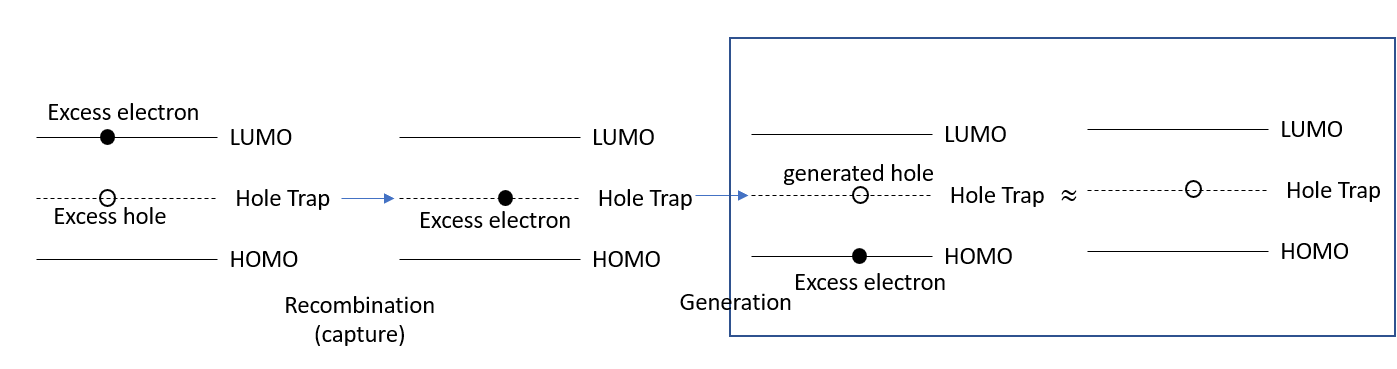 Excess electron
LUMO
Hole Trap
Excess hole
HOMO
Recombination
(capture)
LUMO
Hole Trap
Excess electron
HOMO
Generation
LUMO
generated hole
Hole Trap
HOMO
Excess electron
≈
LUMO
Hole Trap
HOMO